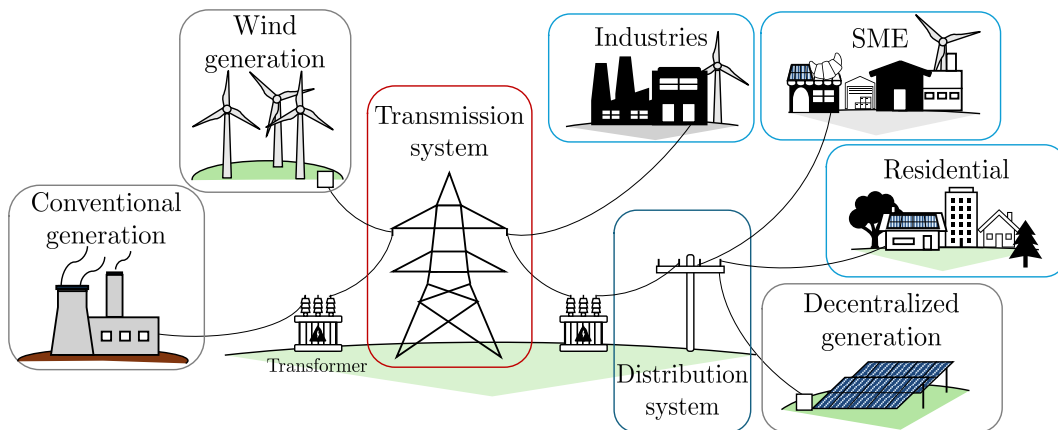 Wind
generation
Industries
SME
Transmission
system
Residential
Conventional
generation
Decentralized
generation
Transformer
Distribution
system